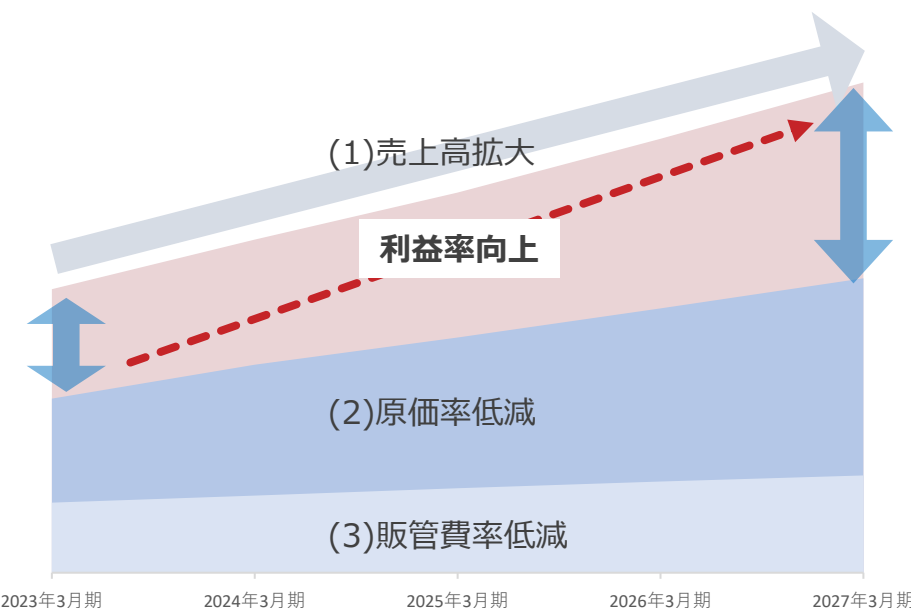 (1)売上高拡大
利益率向上
(2)原価率低減
(3)販管費率低減
2023年3月期
2024年3月期
2025年3月期
2026年3月期
2027年3月期